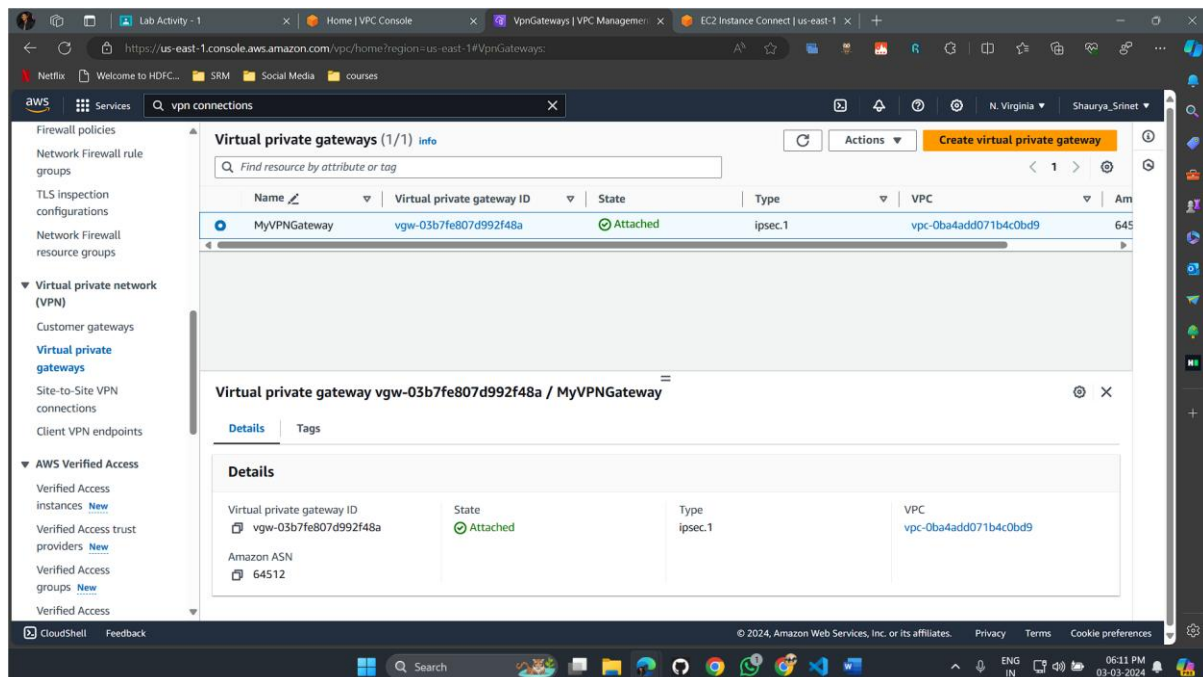 Lab Activity - 1
Home | VPC Console
VpnGateways | VPC Managemen
EC2 Instance Connect | us-east-1
https://us-east-1.console.aws.amazon.com/vpc/home?region=us-east-1#VpnGateways:
Netflix
Welcome to HDFC...
SRM
Social Media
courses
aws
Services
vpn connections
N. Virginia ▼
Shaurya_Srinet ▼
Firewall policies
Network Firewall rule
groups
TLS inspection
configurations
Network Firewall
resource groups
Virtual private network
(VPN)
Customer gateways
Virtual private
gateways
Site-to-Site VPN
connections
Client VPN endpoints
AWS Verified Access
Verified Access
instances New
Verified Access trust
providers New
Verified Access
groups New
Verified Access
Virtual private gateways (1/1) info
Actions ▼
Create virtual private gateway
Find resource by attribute or tag
1
Name
Virtual private gateway ID
State
Type
VPC
Am
MyVPNGateway
vgw-03b7fe807d992f48a
Attached
ipsec.1
vpc-0ba4add071b4c0bd9
645
Virtual private gateway vgw-03b7fe807d992f48a / MyVPNGateway
Details
Tags
Details
Virtual private gateway ID
vgw-03b7fe807d992f48a
State
Attached
Type
ipsec.1
VPC
vpc-0ba4add071b4c0bd9
Amazon ASN
64512
CloudShell
Feedback
© 2024, Amazon Web Services, Inc. or its affiliates.
Privacy
Terms
Cookie preferences
Search
ENG
IN
06:11 PM
03-03-2024